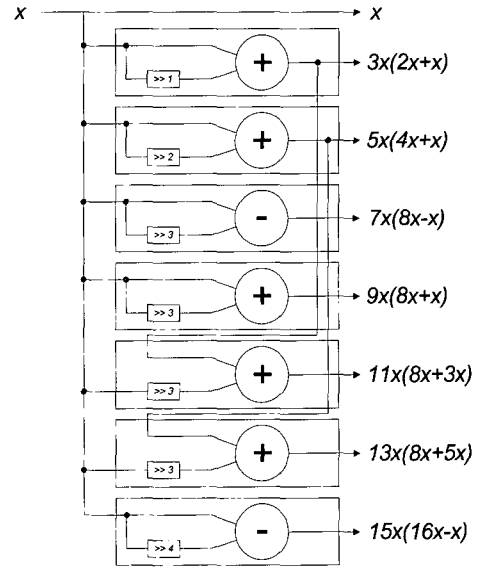 x x
+ 3x(2x+x)
>> 1
+ 5x(4x+x)
>> 2
- 7x(8x-x)
>> 3
+ 9x(8x+x)
>> 3
+ 11x(8x+3x)
>> 3
+ 13x(8x+5x)
>> 3
- 15x(16x-x)
>> 4